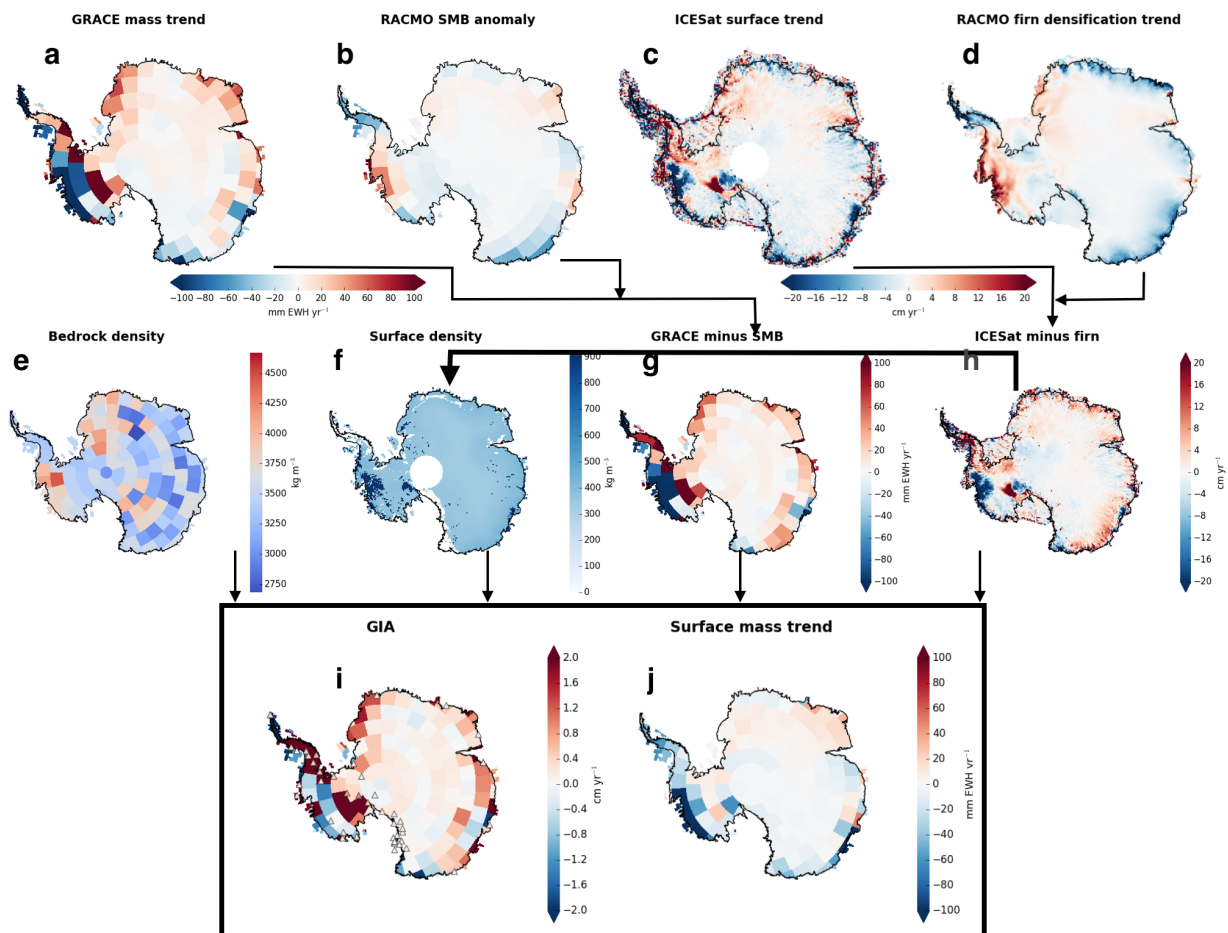 GRACE mass trend
RACMO SMB anomaly
ICESat surface trend
RACMO firn densification trend
a
b
c
d
−100 −80 −60 −40 −20 0 20 40 60 80 100
mm EWH yr⁻¹
−20 −16 −12 −8 −4 0 4 8 12 16 20
cm yr⁻¹
Bedrock density
Surface density
GRACE minus SMB
ICESat minus firn
e
f
g
h
4500
4250
4000
3750
3500
3250
3000
2750
kg m⁻³
900
800
700
600
500
400
300
200
100
0
kg m⁻³
100
80
60
40
20
0
−20
−40
−60
−80
−100
mm EWH yr⁻¹
20
16
12
8
4
0
−4
−8
−12
−16
−20
cm yr⁻¹
GIA
Surface mass trend
i
j
2.0
1.6
1.2
0.8
0.4
0.0
−0.4
−0.8
−1.2
−1.6
−2.0
cm yr⁻¹
100
80
60
40
20
0
−20
−40
−60
−80
−100
mm EWH yr⁻¹